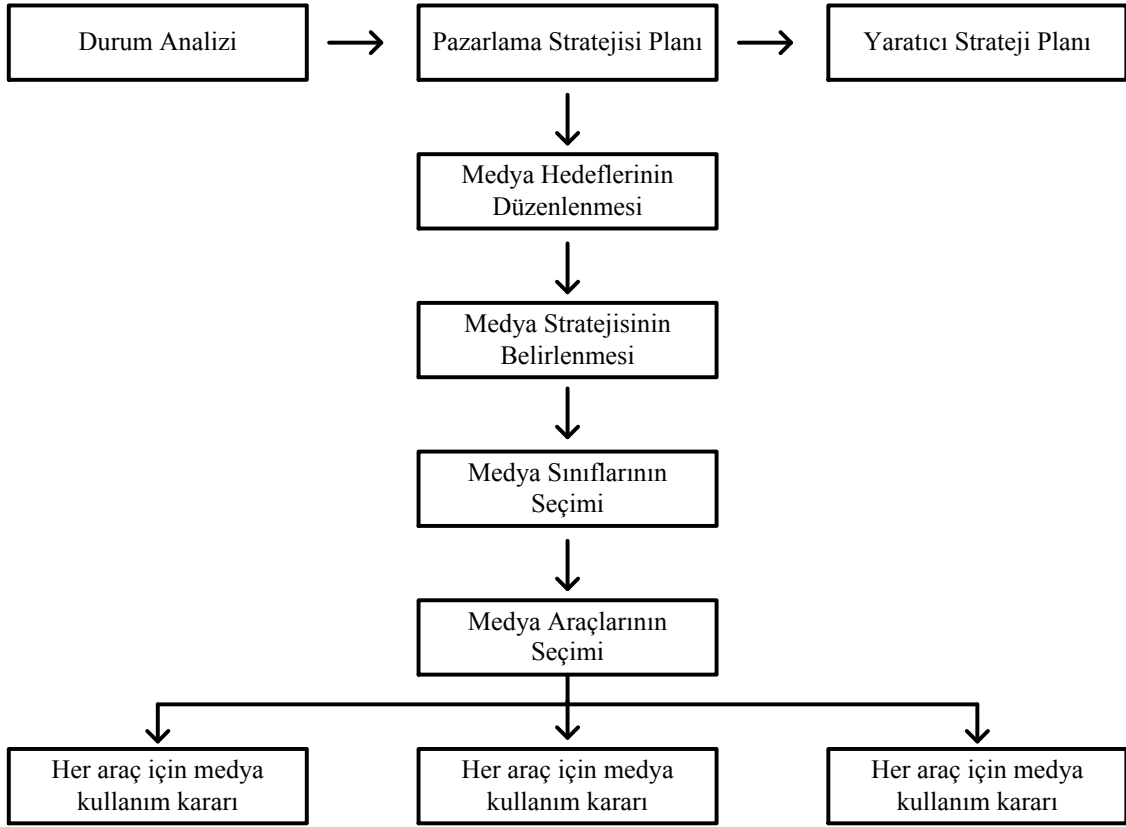 Durum Analizi
Pazarlama Stratejisi Planı
Yaratıcı Strateji Planı
Medya Hedeflerinin
Düzenlenmesi
Medya Stratejisinin
Belirlenmesi
Medya Sınıflarının
Seçimi
Medya Araçlarının
Seçimi
Her araç için medya
kullanım kararı
Her araç için medya
kullanım kararı
Her araç için medya
kullanım kararı